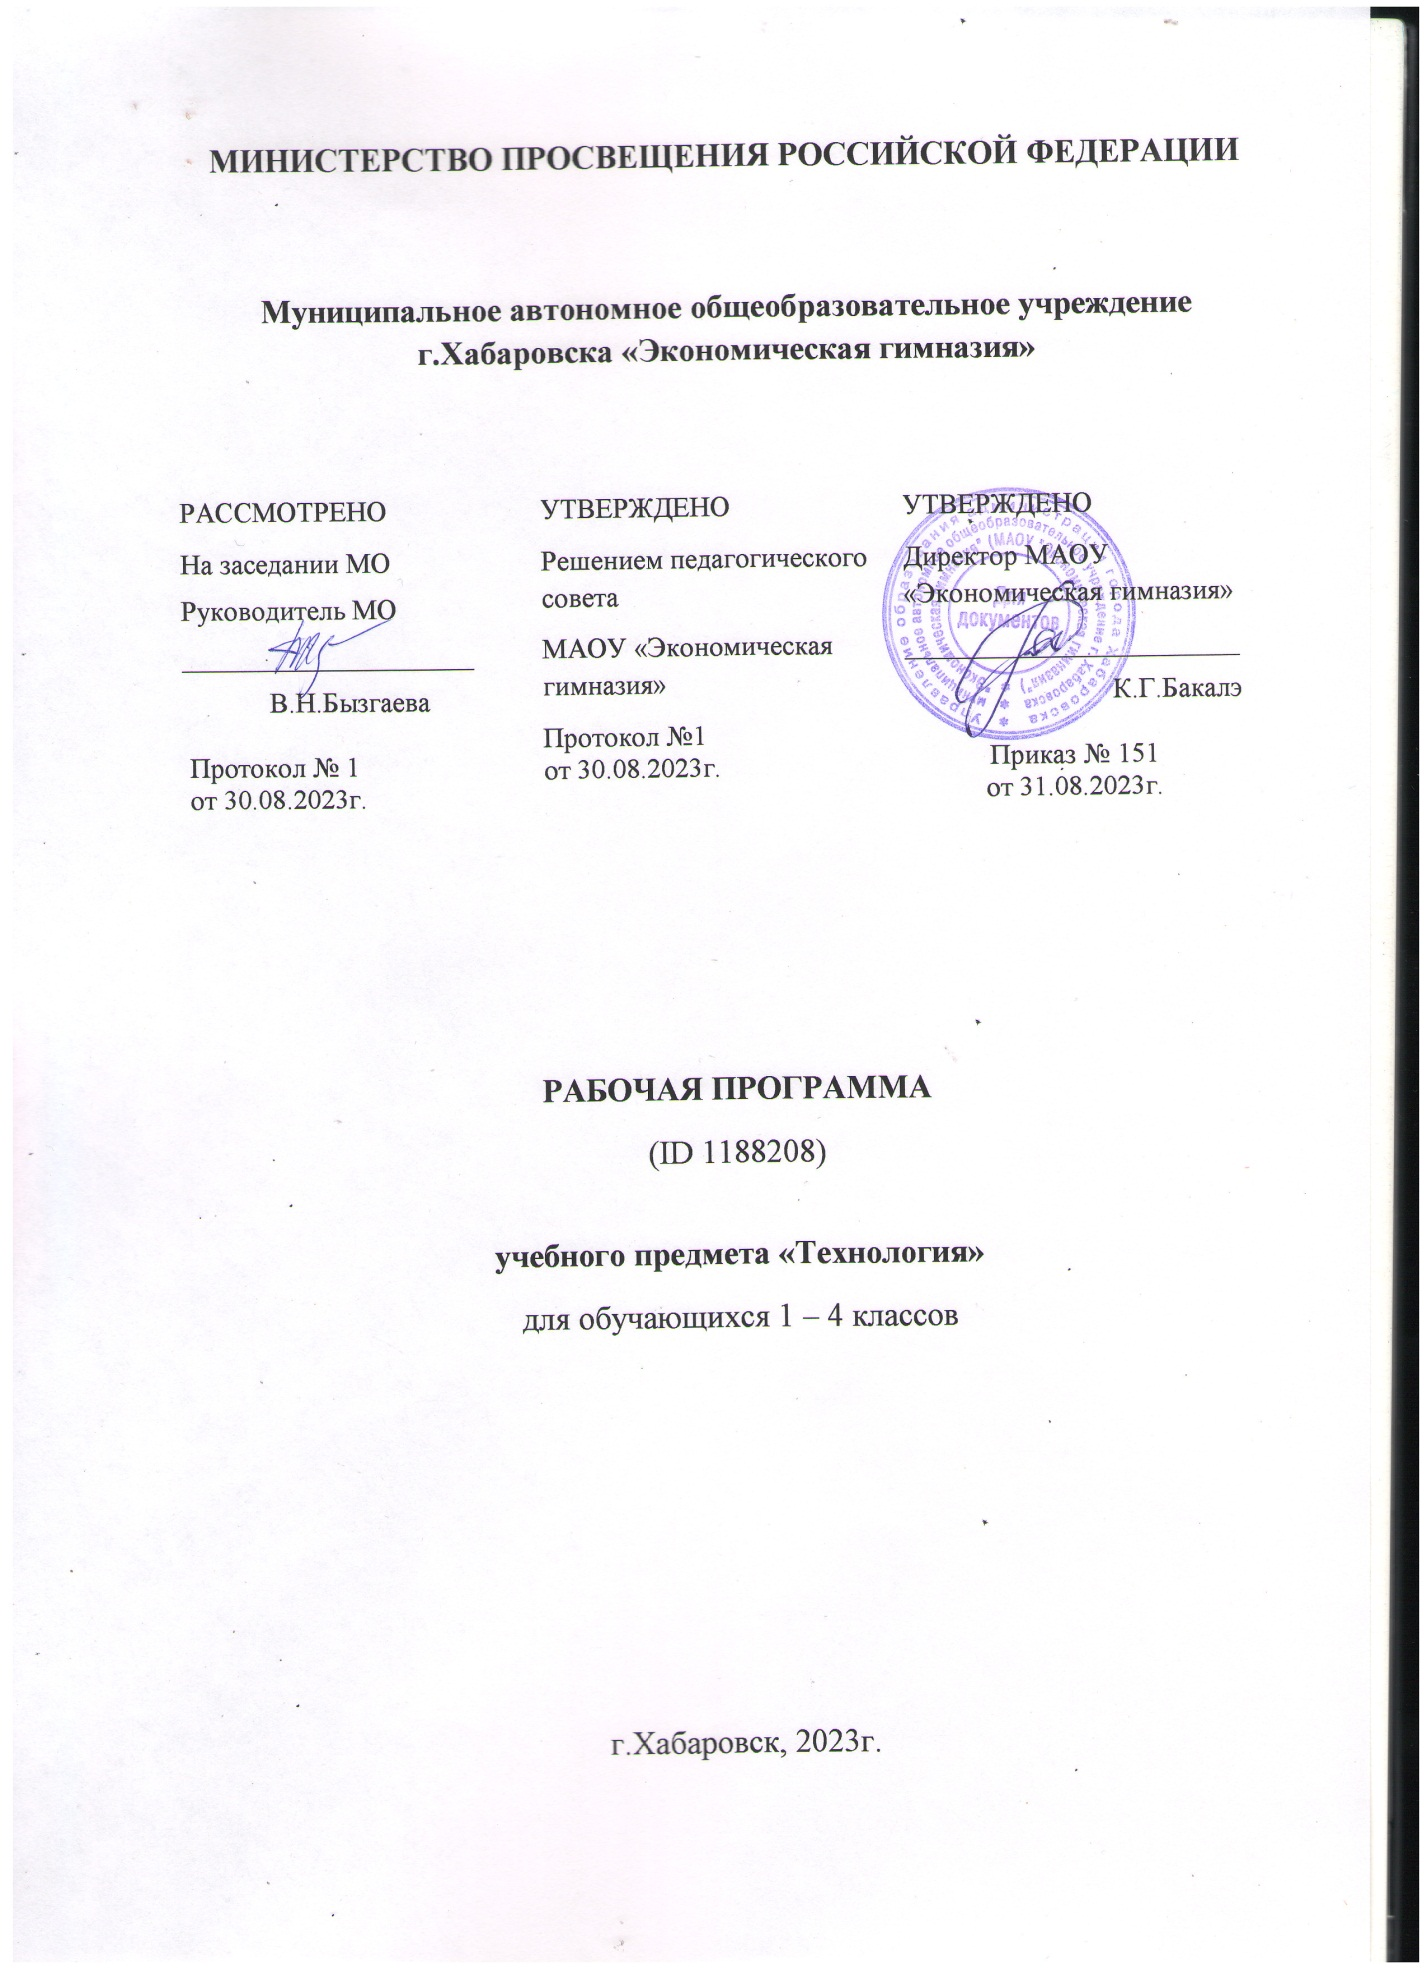 МИНИСТЕРСТВО ПРОСВЕЩЕНИЯ РОССИЙСКОЙ ФЕДЕРАЦИИ
Муниципальное автономное общеобразовательное учреждение
г.Хабаровска «Экономическая гимназия»
РАССМОТРЕНО
На заседании МО
Руководитель МО
В.Н.Бызгаева
Протокол № 1
от 30.08.2023г.
УТВЕРЖДЕНО
Решением педагогического
совета
МАОУ «Экономическая
гимназия»
Протокол №1
от 30.08.2023г.
УТВЕРЖДЕНО
Директор МАОУ
«Экономическая гимназия»
К.Г.Бакалэ
Приказ № 151
от 31.08.2023г.
Для
документов
РАБОЧАЯ ПРОГРАММА
(ID 1188208)
учебного предмета «Технология»
для обучающихся 1 – 4 классов
г.Хабаровск, 2023г.